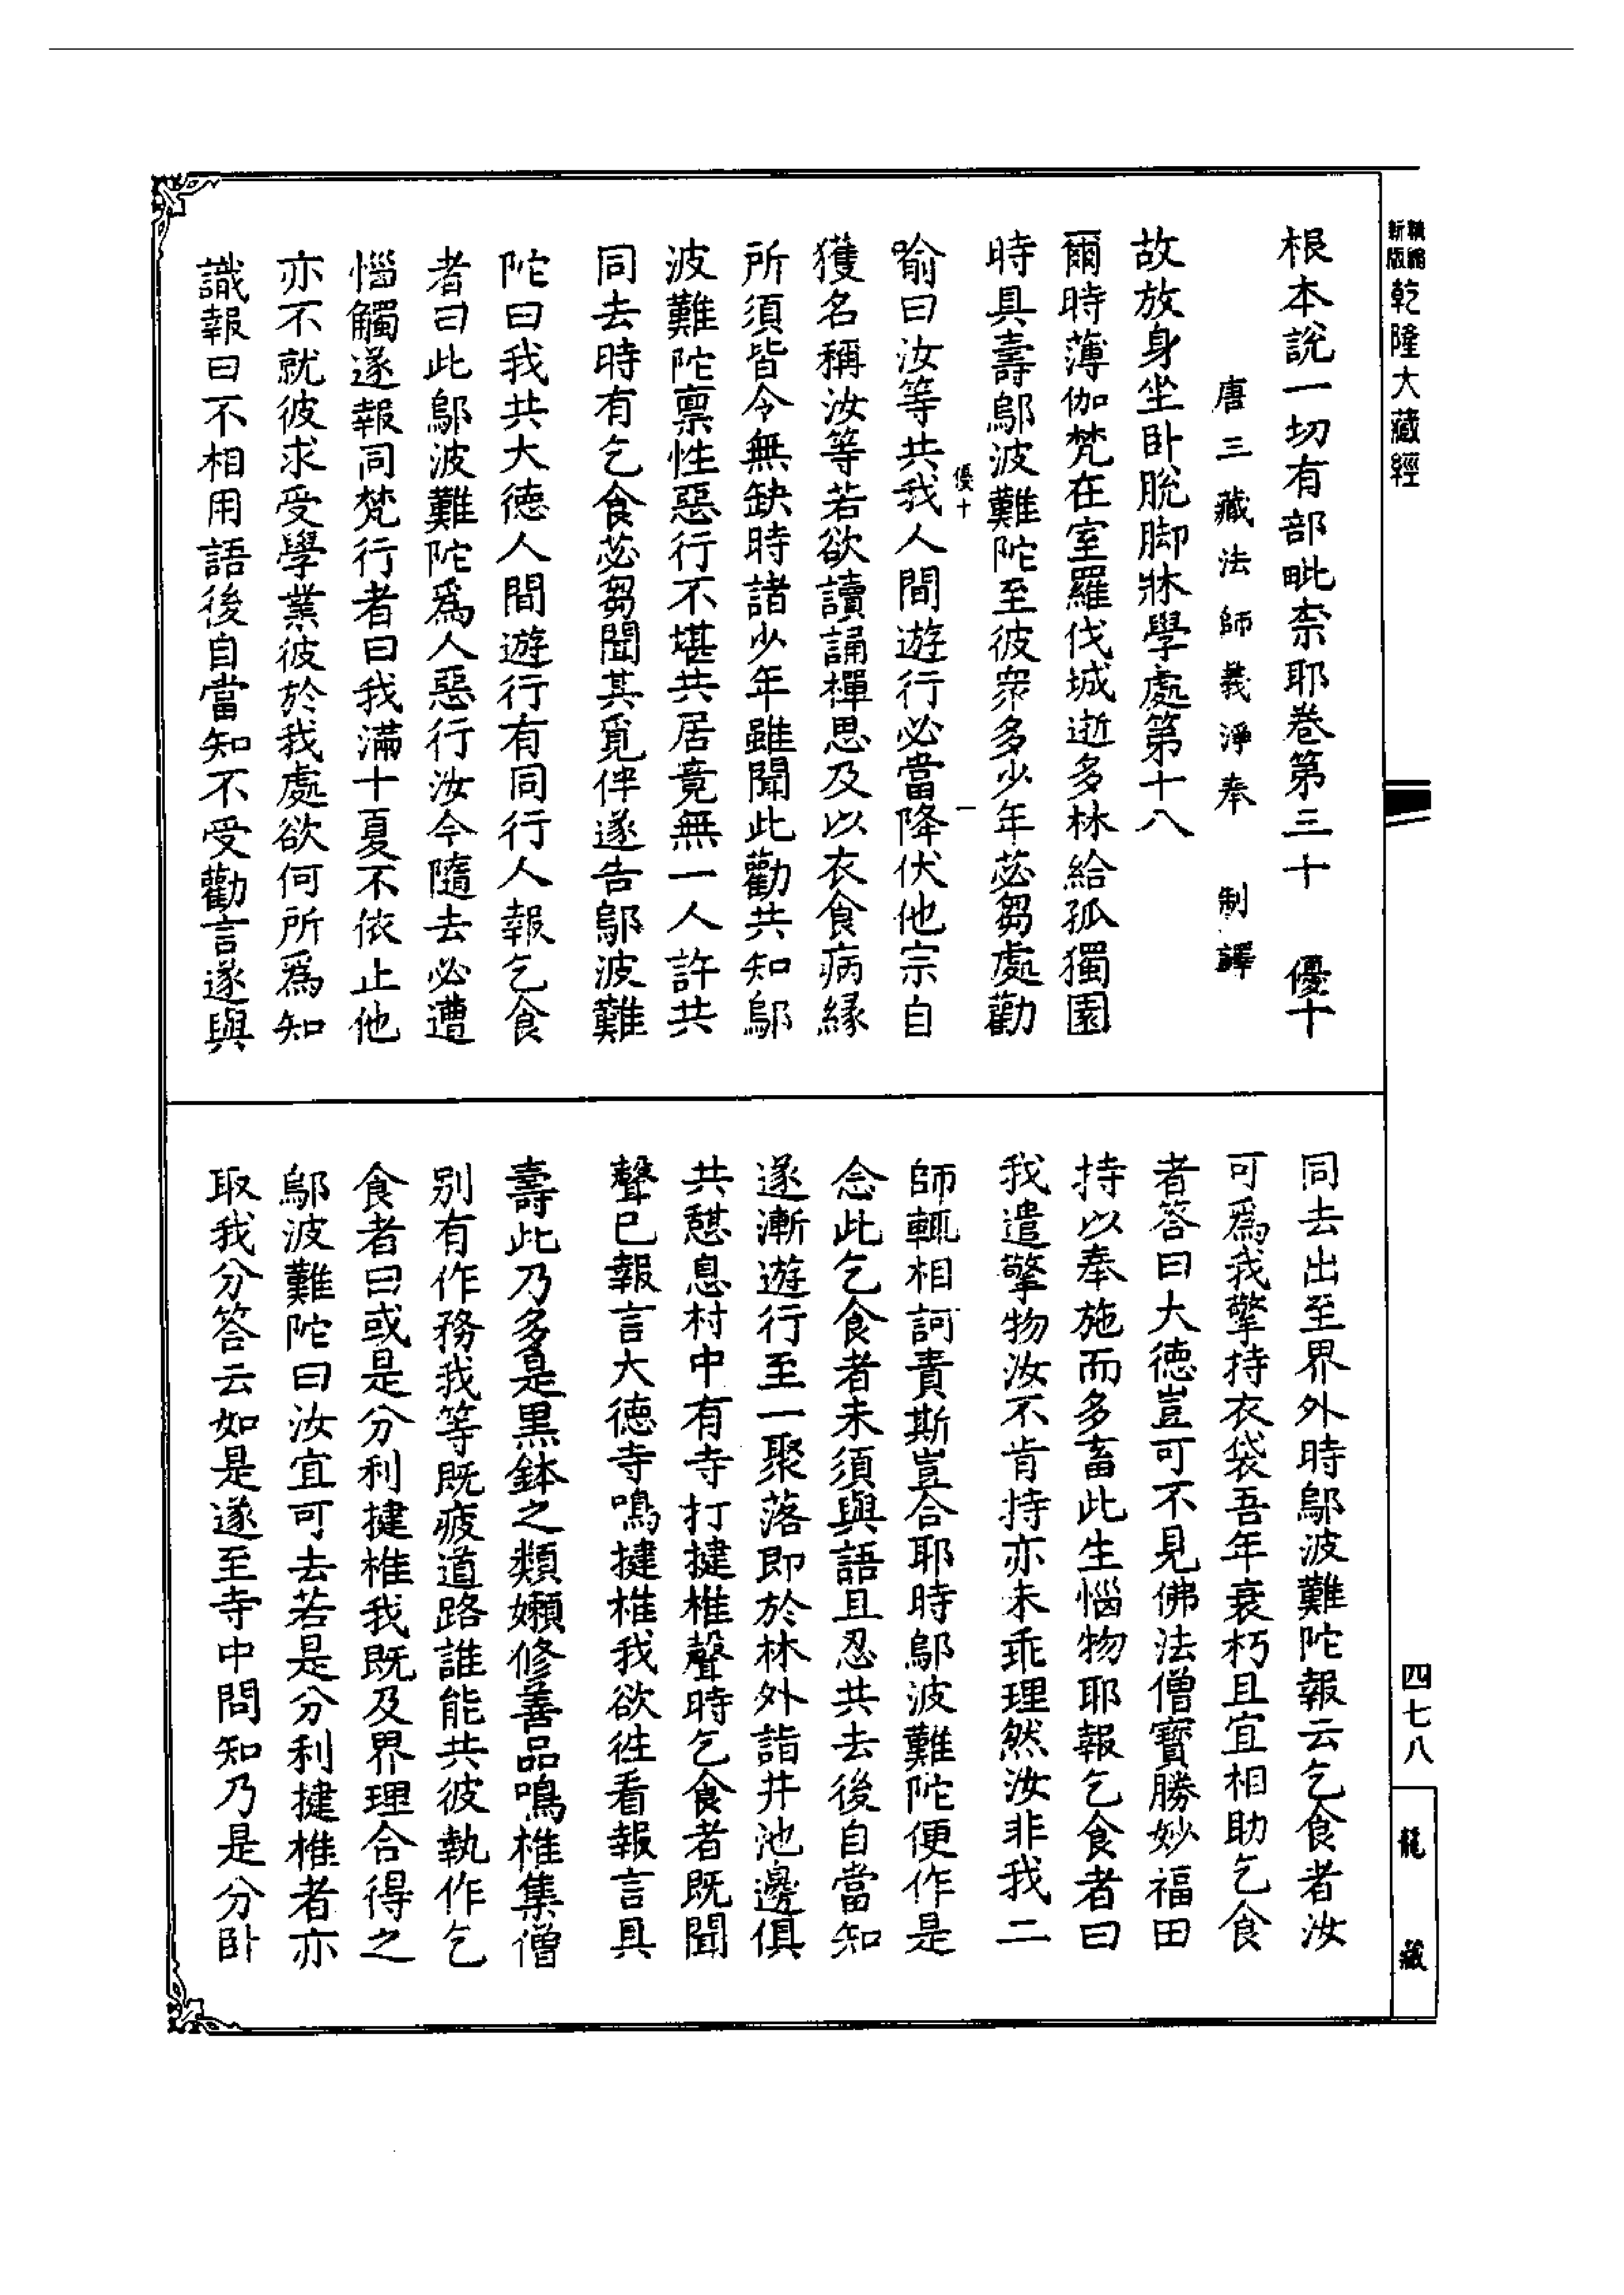 新版
精縮
乾隆大藏經
根本說一切有部毗柰耶卷第三十　優十
唐三藏法師義淨奉　制譯
故放身坐卧脫脚牀學處第十八
爾時薄伽梵在室羅伐城逝多林給孤獨園
時具壽鄔波難陀至彼衆多少年苾芻處勸
優十　一
喻曰汝等共我人間遊行必當降伏他宗自
獲名稱汝等若欲讀誦禪思及以衣食病緣
所須皆令無缺時諸少年雖聞此勸共知鄔
波難陀禀性惡行不堪共居竟無一人許共
同去時有乞食苾芻聞其覓伴遂告鄔波難
陀曰我共大德人間遊行有同行人報乞食
者曰此鄔波難陀爲人惡行汝今隨去必遭
惱觸遂報同梵行者曰我滿十夏不依止他
亦不就彼求受學業彼於我處欲何所爲知
識報曰不相用語後自當知不受勸言遂與
同去出至界外時鄔波難陀報云乞食者汝
可爲我擎持衣袋吾年衰朽且宜相助乞食
者答曰大德豈可不見佛法僧寶勝妙福田
持以奉施而多畜此生惱物耶報乞食者曰
我遣擎物汝不肯持亦未乖理然汝非我二
師輒相訶責斯豈合耶時鄔波難陀便作是
念此乞食者未須與語且忍共去後自當知
遂漸遊行至一聚落即於林外詣井池邊俱
共憇息村中有寺打揵椎聲時乞食者既聞
聲已報言大德寺鳴揵椎我欲徃看報言具
壽此乃多是黑鉢之類嬾修善品鳴椎集僧
别有作務我等既疲道路誰能共彼執作乞
食者曰或是分利揵椎我既及界理合得之
鄔波難陀曰汝宜可去若是分利揵椎者亦
取我分答云如是遂至寺中問知乃是分卧
四七八
龍藏